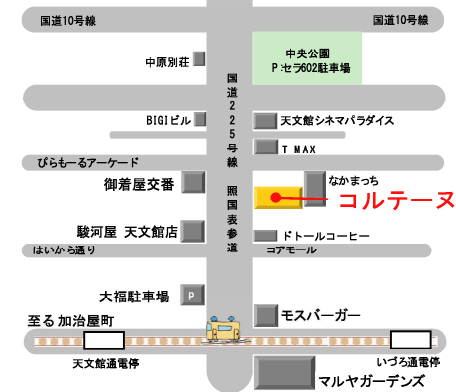 国道10号線
国道10号線
中原別荘
中央公園
P:セラ602駐車場
国道225号線
BIGIビル
天文館シネマパラダイス
T MAX
ぴらもーるアーケード
御着屋交番
照国表参道
なかまっち
コルテーヌ
駿河屋 天文館店
ドトールコーヒー
はいから通り
コアモール
大福駐車場
P
モスバーガー
至る加治屋町
天文館通電停
いづろ通電停
マルヤガーデンズ